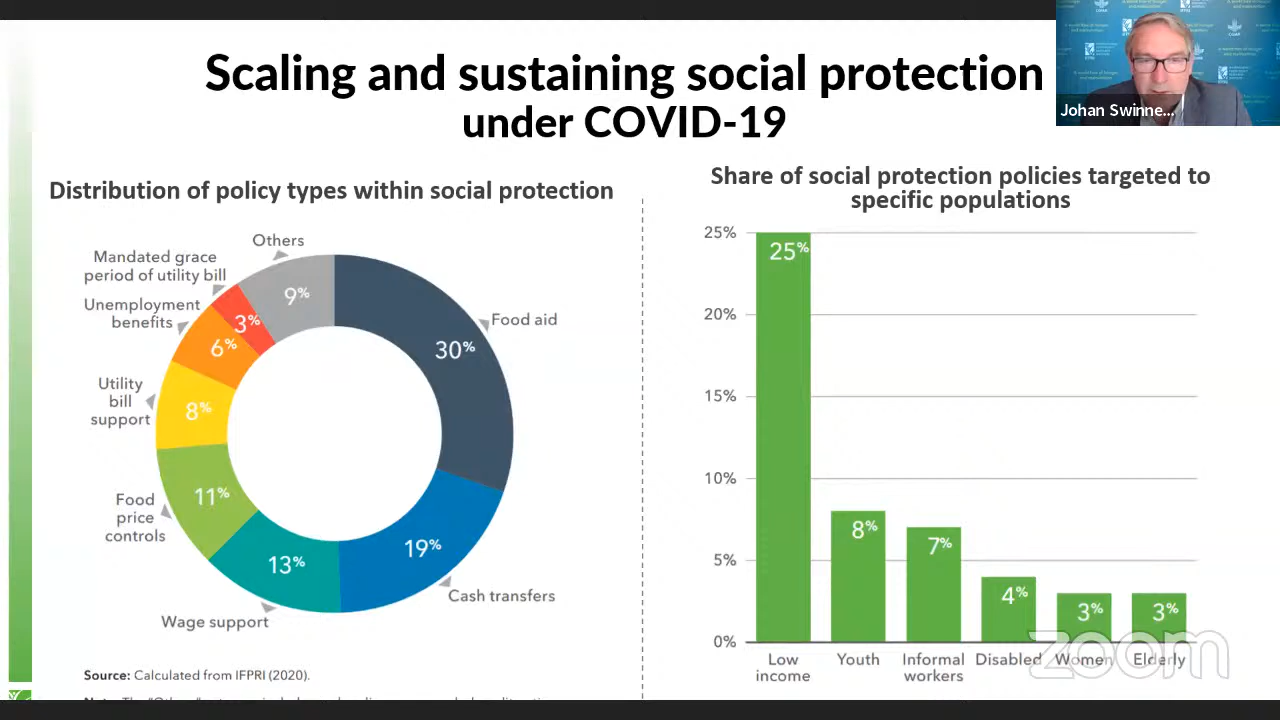 Scaling and sustaining social protection
under COVID-19
Johan Swinne...
Distribution of policy types within social protection
Others
Mandated grace
period of utility bill
Unemployment
benefits
Utility
bill
support
Food
price
controls
Wage support
Cash transfers
Food aid
9%
3%
6%
8%
11%
13%
19%
30%
Source: Calculated from IFPRI (2020).
Share of social protection policies targeted to
specific populations
25%
20%
15%
10%
5%
0%
25%
8%
7%
4%
3%
3%
Low
income
Youth
Informal
workers
Disabled
Women
Elderly
zoom